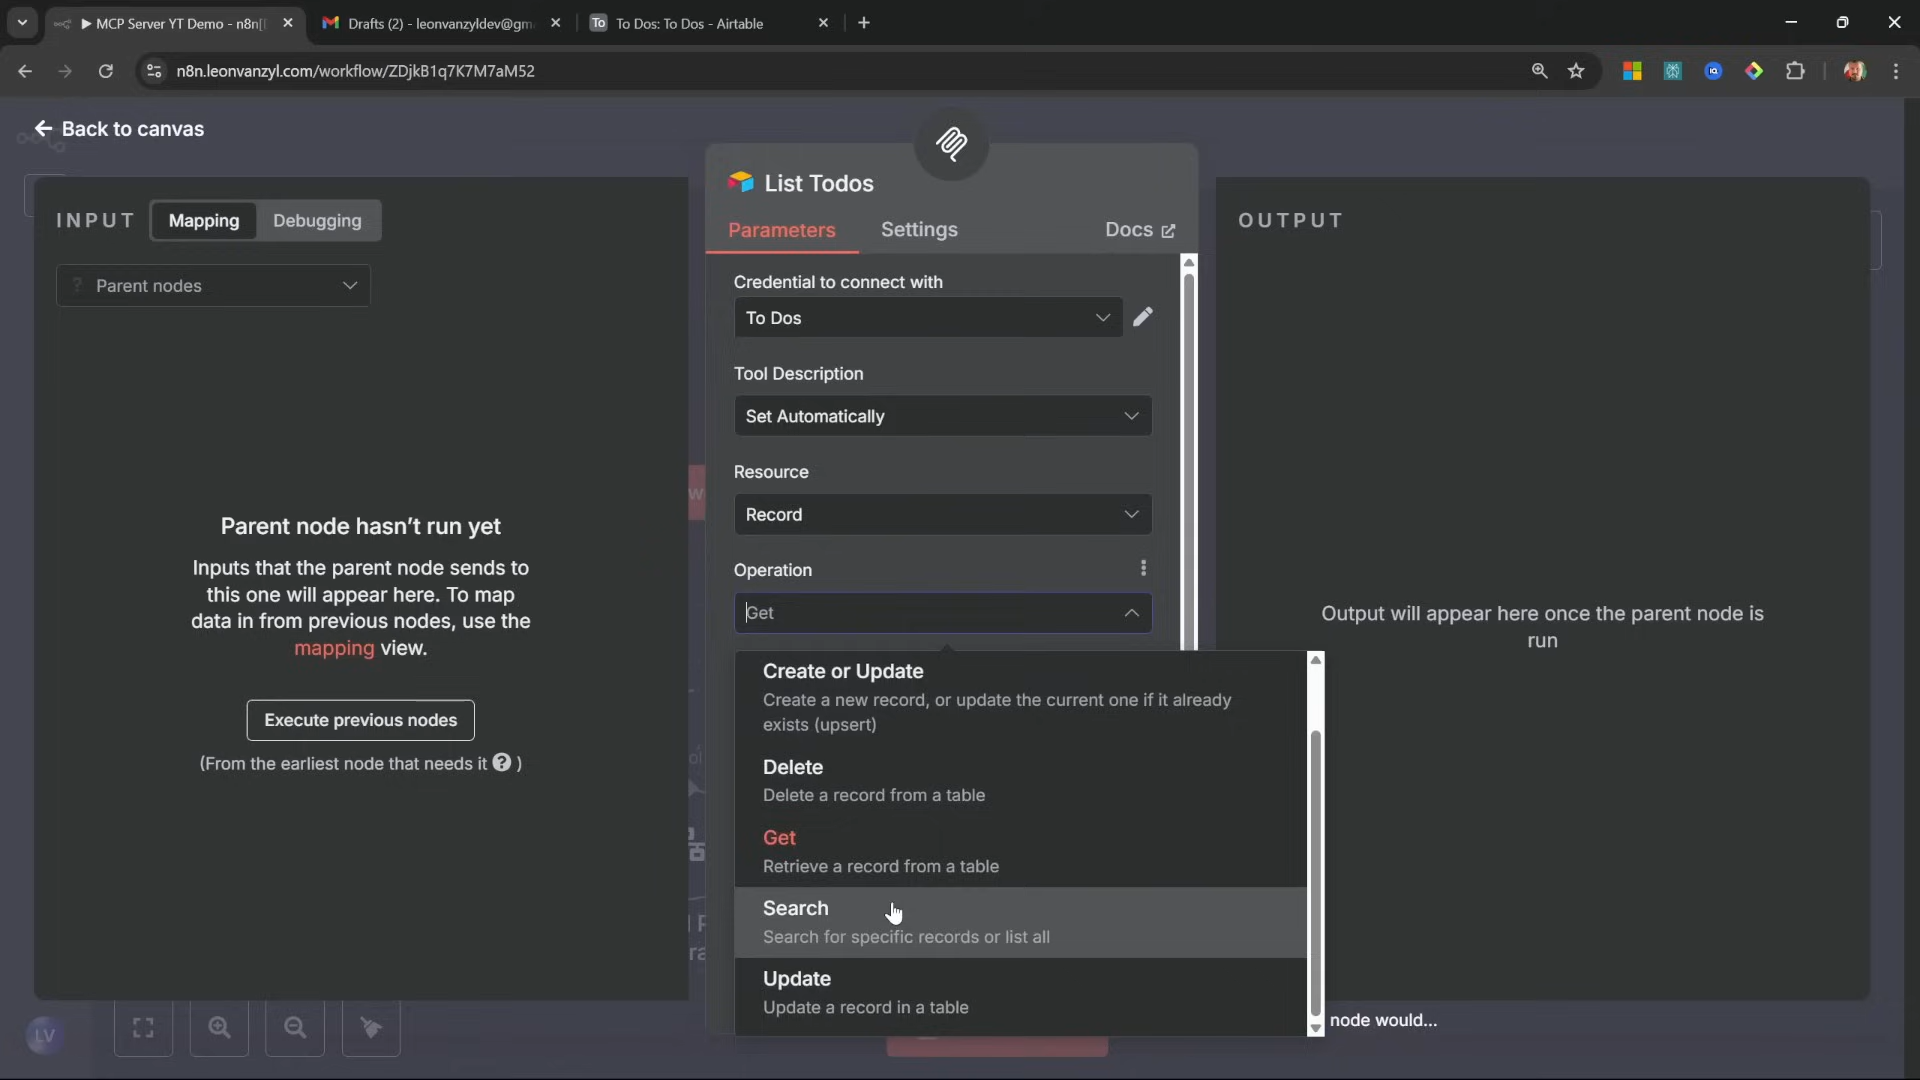 MCP Server YT Demo - n8n[
Drafts (2) - leonvanzyldev@gm
To
To Dos: To Dos - Airtable
n8n.leonvanzyl.com/workflow/ZDjkB1q7K7M7aM52
Back to canvas
INPUT
Mapping
Debugging
Parent nodes
Parent node hasn't run yet
Inputs that the parent node sends to
this one will appear here. To map
data in from previous nodes, use the
mapping view.
Execute previous nodes
(From the earliest node that needs it ? )
List Todos
Parameters
Settings
Docs
Credential to connect with
To Dos
Tool Description
Set Automatically
Resource
Record
Operation
Get
Create or Update
Create a new record, or update the current one if it already
exists (upsert)
Delete
Delete a record from a table
Get
Retrieve a record from a table
Search
Search for specific records or list all
Update
Update a record in a table
OUTPUT
Output will appear here once the parent node is
run
node would...
LV